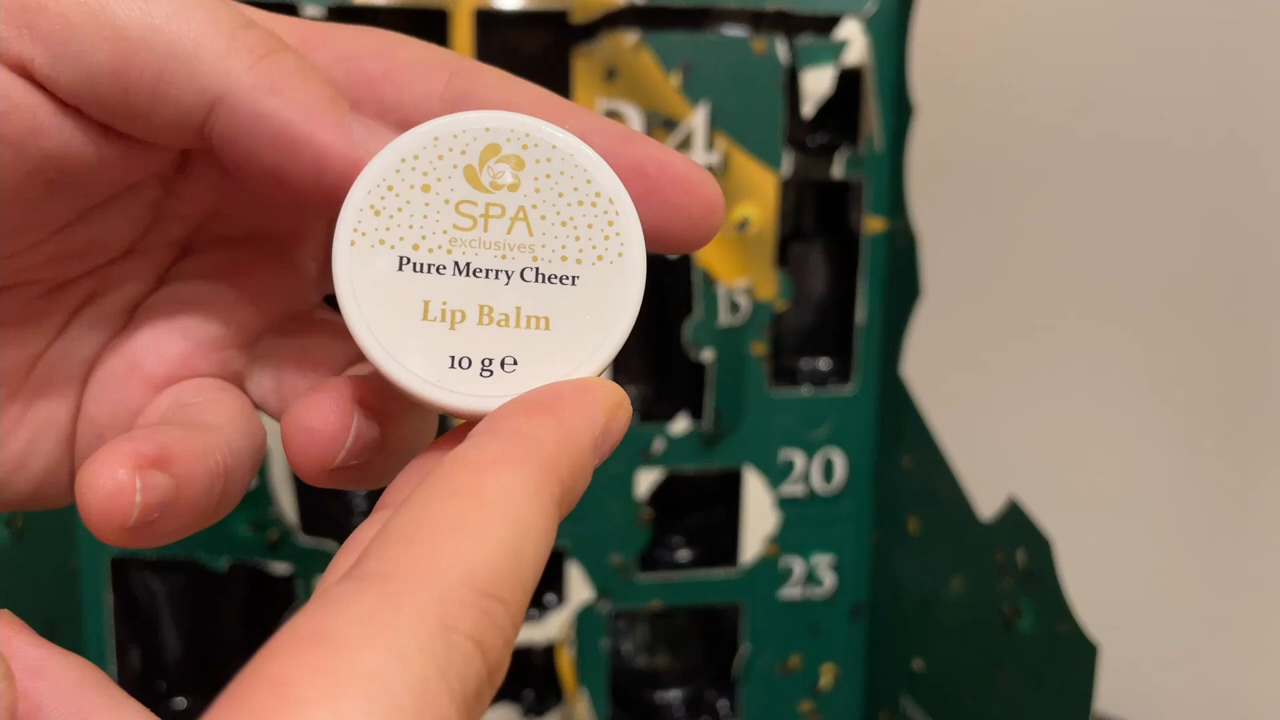 SPA
exclusives
Pure Merry Cheer
Lip Balm
10 g ℮
24
15
20
23